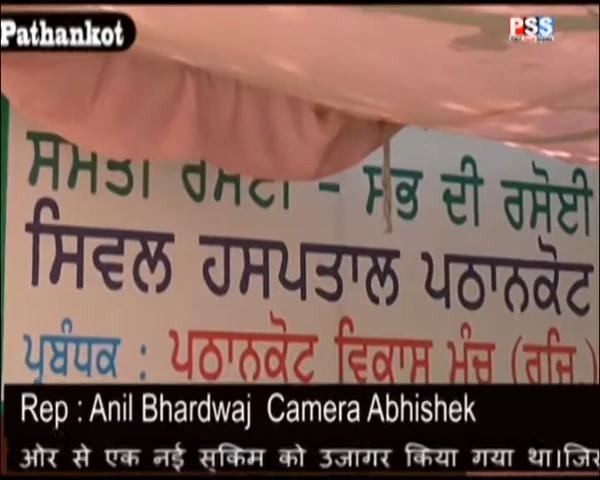 Pathankot
PSS
ਸਸਤੀ ਰਸੋਈ - ਸਭ ਦੀ ਰਸੋਈ
ਸਿਵਲ ਹਸਪਤਾਲ ਪਠਾਨਕੋਟ
ਪ੍ਰਬੰਧਕ : ਪਠਾਨਕੋਟ ਵਿਕਾਸ ਮੰਚ (ਰਜਿ.)
Rep : Anil Bhardwaj Camera Abhishek
ओर से एक नई स्किम को उजागर किया गया था।जिस